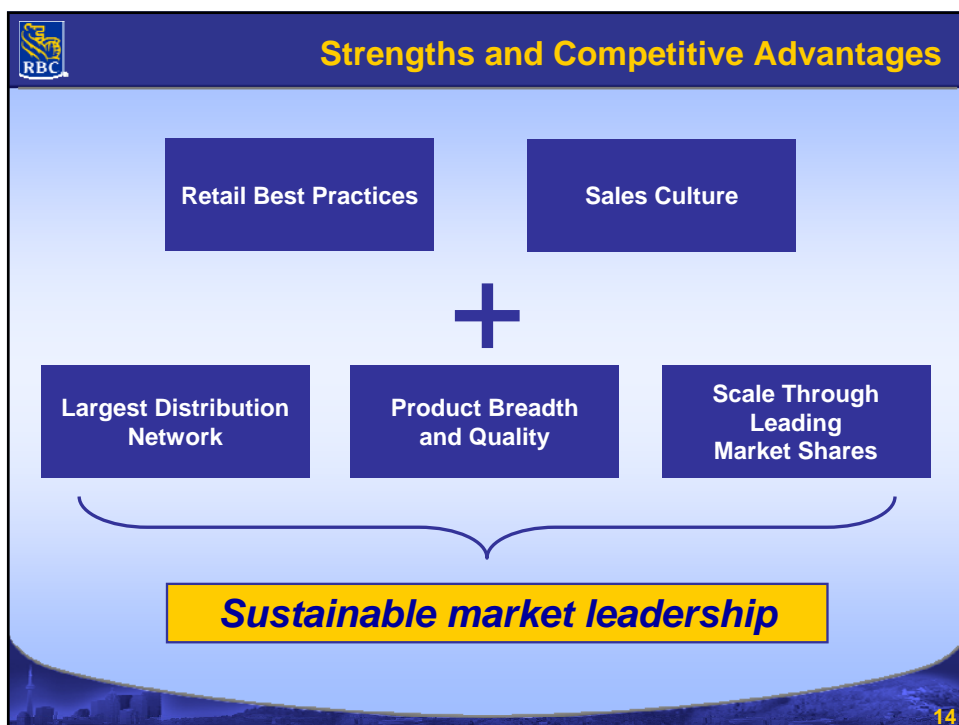 RBC
Strengths and Competitive Advantages
Retail Best Practices
Sales Culture
+
Largest Distribution
Network
Product Breadth
and Quality
Scale Through
Leading
Market Shares
Sustainable market leadership
14